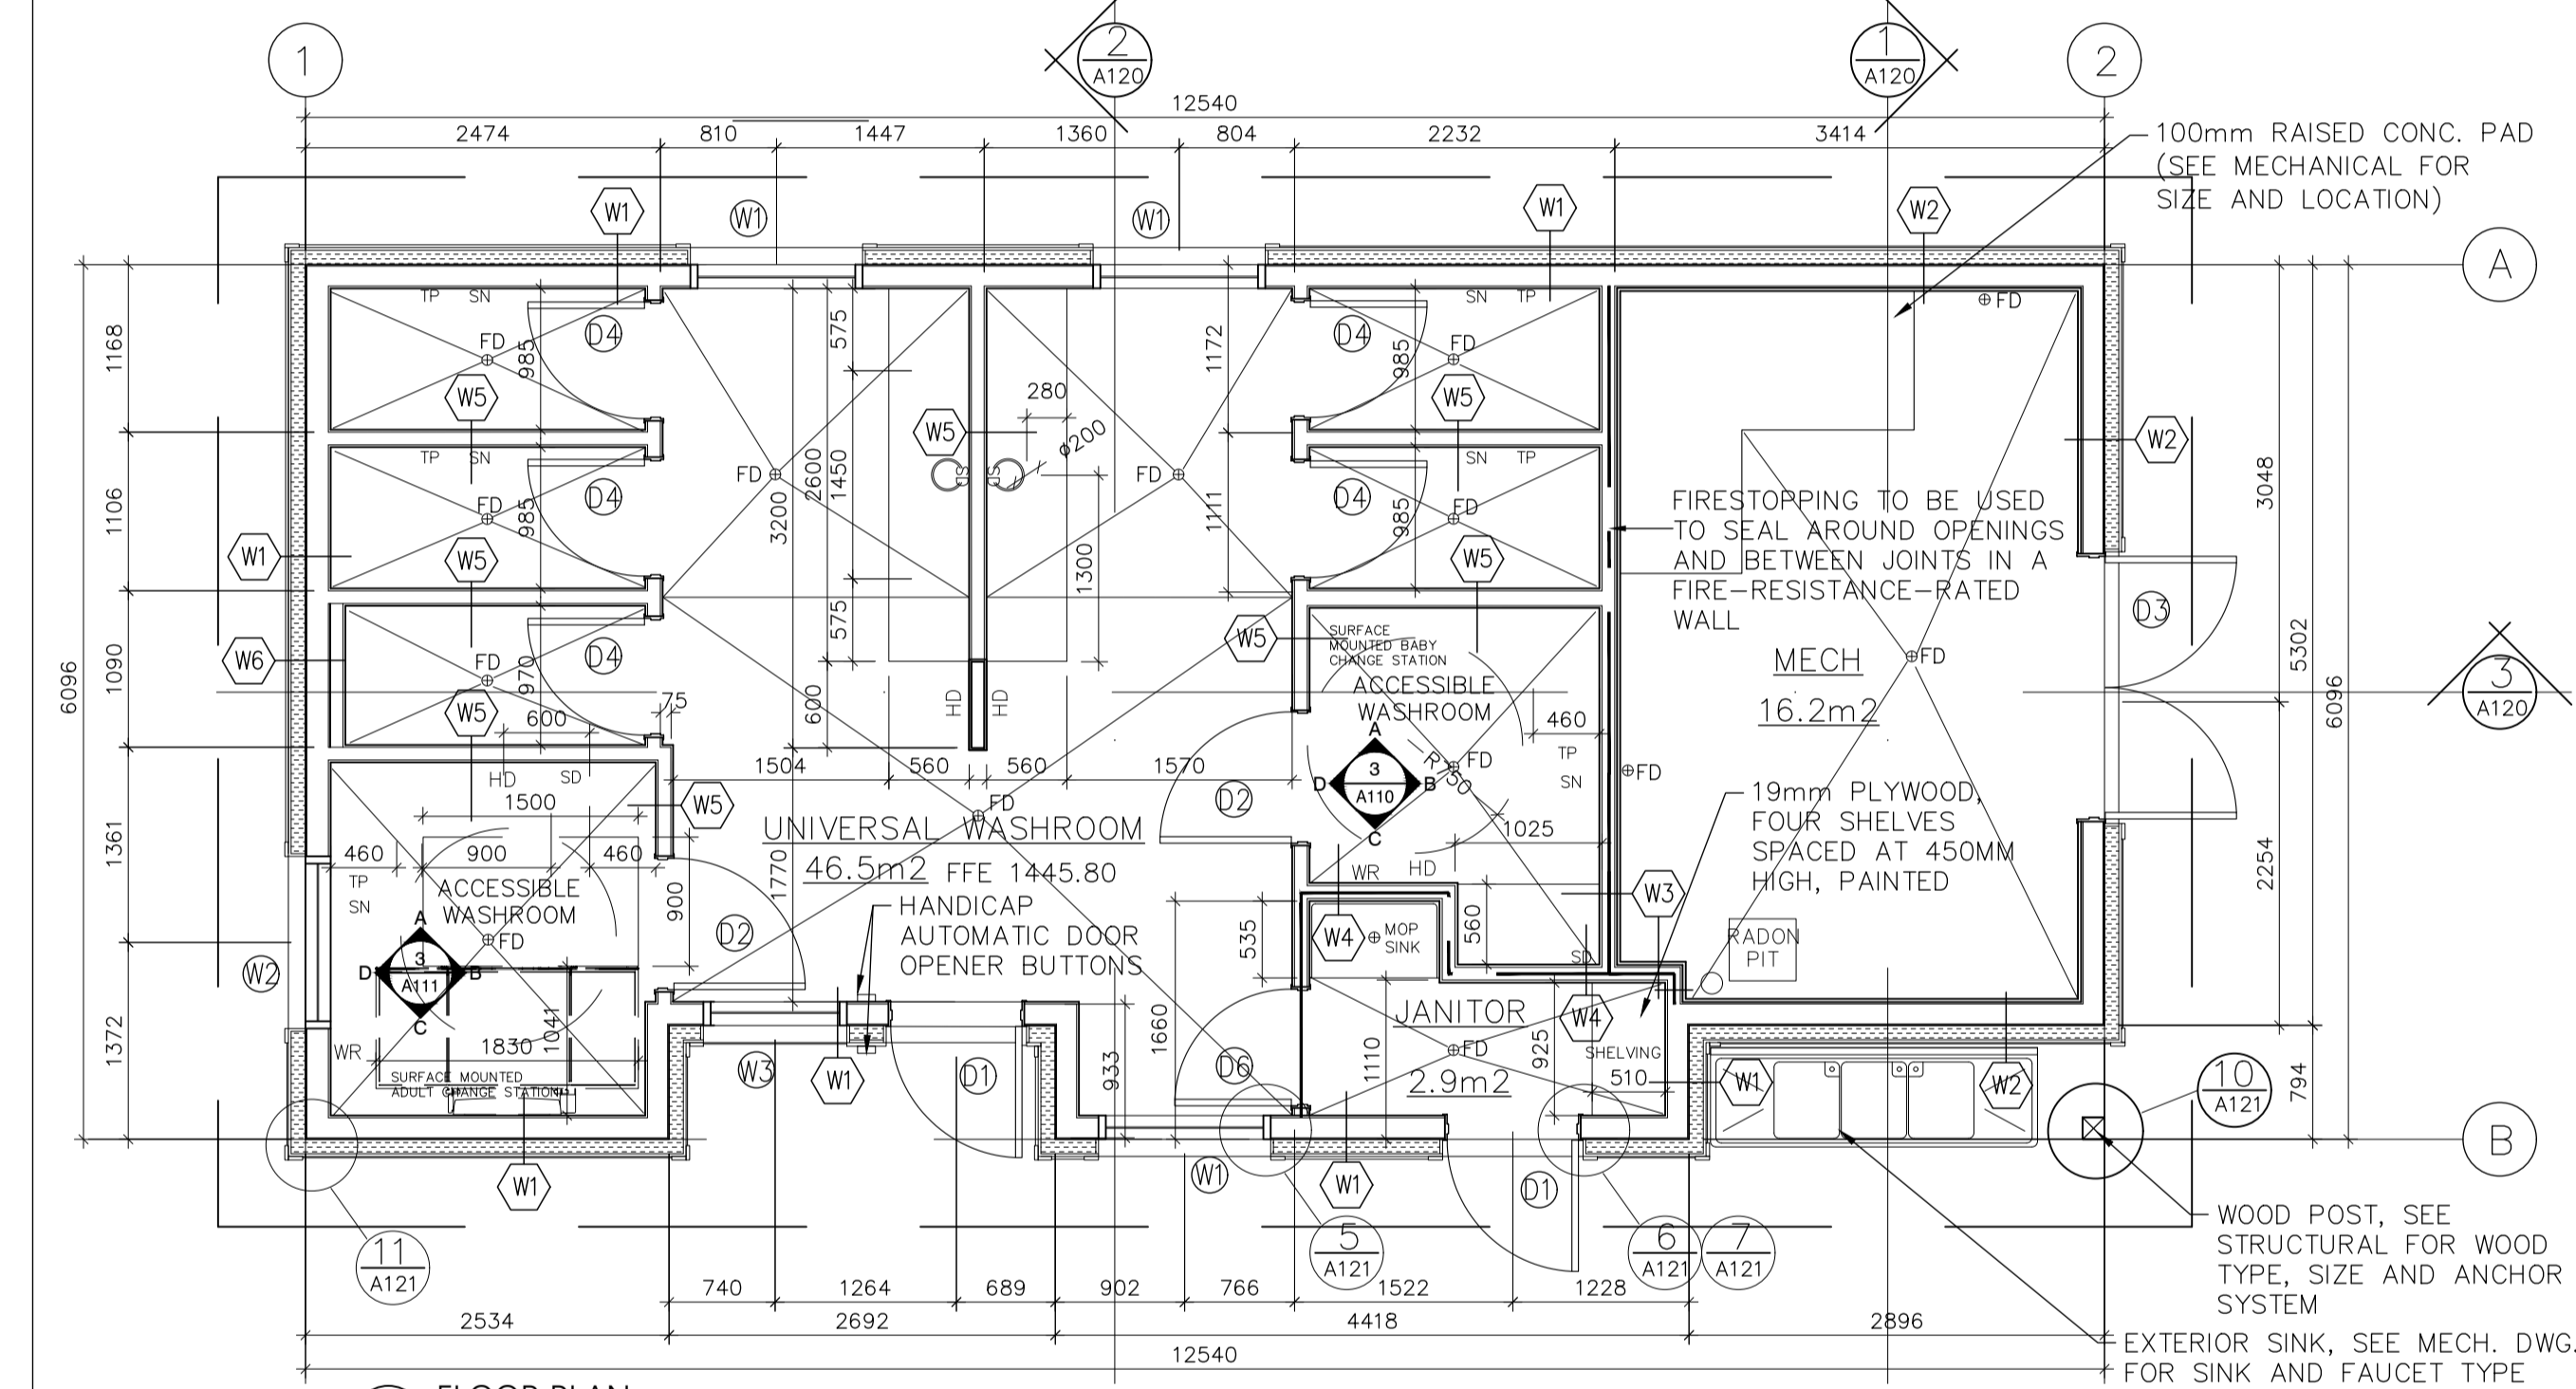 1
2
A120
1
A120
2
12540
2474
810
1447
1360
804
2232
3414
100mm RAISED CONC. PAD
(SEE MECHANICAL FOR
SIZE AND LOCATION)
W1
W1
W1
W1
W2
A
TP SN
SN TP
FD
FD
FD
D4
D4
985
985
575
1172
1168
280
W5
W5
W5
W2
ø200
TP SN
SN TP
FD
FD
FD
FD
D4
D4
985
985
1106
3200
2600
1450
1111
1300
3048
FIRESTOPPING TO BE USED
TO SEAL AROUND OPENINGS
AND BETWEEN JOINTS IN A
FIRE-RESISTANCE-RATED
WALL
W1
W5
W5
W5
W6
D4
D3
FD
970
1090
575
600
75
600
W5
HD
HD
SURFACE
MOUNTED BABY
CHANGE STATION
ACCESSIBLE
WASHROOM
460
TP
SN
MECH
16.2m2
FD
5302
6096
6096
3
A120
A
D
3
A110
B
C
R750
FD
FD
HD
SD
1500
W5
1504
560
560
1570
D2
1025
19mm PLYWOOD,
FOUR SHELVES
SPACED AT 450MM
HIGH, PAINTED
UNIVERSAL WASHROOM
46.5m2 FFE 1445.80
FD
1361
460
900
460
TP
SN
ACCESSIBLE
WASHROOM
900
1770
WR
HD
W3
2254
HANDICAP
AUTOMATIC DOOR
OPENER BUTTONS
D2
535
560
W4
MOP
SINK
SD
RADON
PIT
W2
A
D
3
A111
B
C
FD
1372
WR
1830
1041
SURFACE MOUNTED
ADULT CHANGE STATION
JANITOR
2.9m2
FD
W4
SHELVING
510
925
1110
1660
933
W3
W1
D1
D6
W1
W2
10
A121
794
B
W1
W1
W1
D1
11
A121
5
A121
6
A121
7
A121
WOOD POST, SEE
STRUCTURAL FOR WOOD
TYPE, SIZE AND ANCHOR
SYSTEM
740
1264
689
902
766
1522
1228
2534
2692
4418
2896
EXTERIOR SINK, SEE MECH. DWG.
FOR SINK AND FAUCET TYPE
12540
FLOOR PLAN